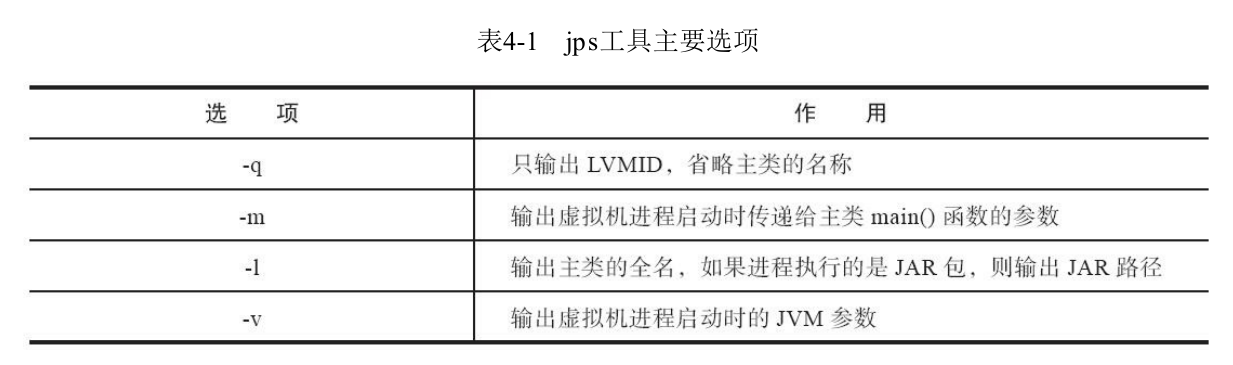 表4-1 jps工具主要选项
选 项 作 用
-q 只输出 LVMID，省略主类的名称
-m 输出虚拟机进程启动时传递给主类 main() 函数的参数
-l 输出主类的全名，如果进程执行的是 JAR 包，则输出 JAR 路径
-v 输出虚拟机进程启动时的 JVM 参数